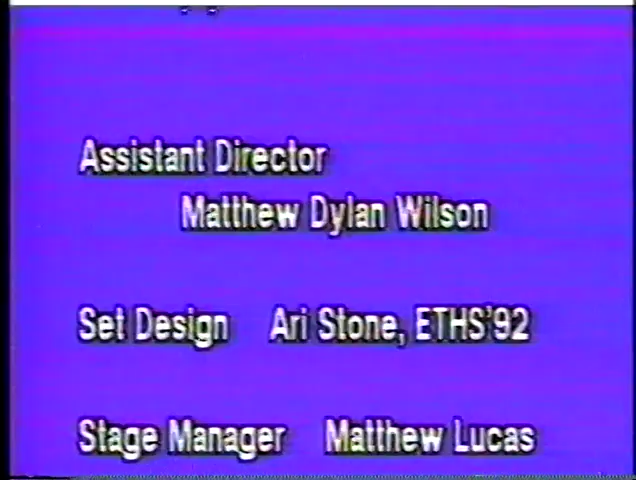 Assistant Director
Matthew Dylan Wilson
Set Design Ari Stone, ETHS'92
Stage Manager Matthew Lucas